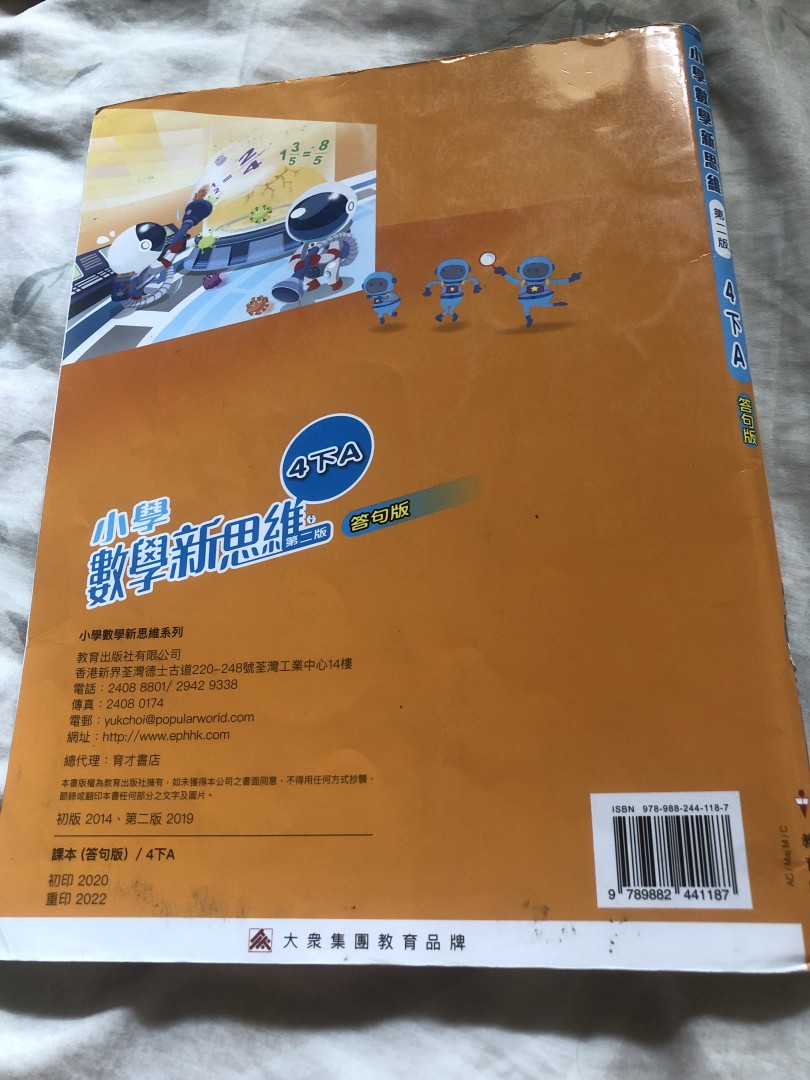 1 3/5 = 8/5
4下A
小學
數學新思維
第二版
答句版
小學數學新思維系列
教育出版社有限公司
香港新界荃灣德士古道220-248號荃灣工業中心14樓
電話：2408 8801/ 2942 9338
傳真：2408 0174
電郵：yukchoi@popularworld.com
網址：http://www.ephhk.com
總代理：育才書店
本書版權為教育出版社擁有，如未獲得本公司之書面同意，不得用任何方式抄襲、
節錄或翻印本書任何部分之文字及圖片。
初版 2014、第二版 2019
課本 (答句版) / 4下A
初印 2020
重印 2022
ISBN 978-988-244-118-7
9 789882 441187
大眾集團教育品牌
小學數學新思維 第二版 4下A 答句版
AC / Maj M / C